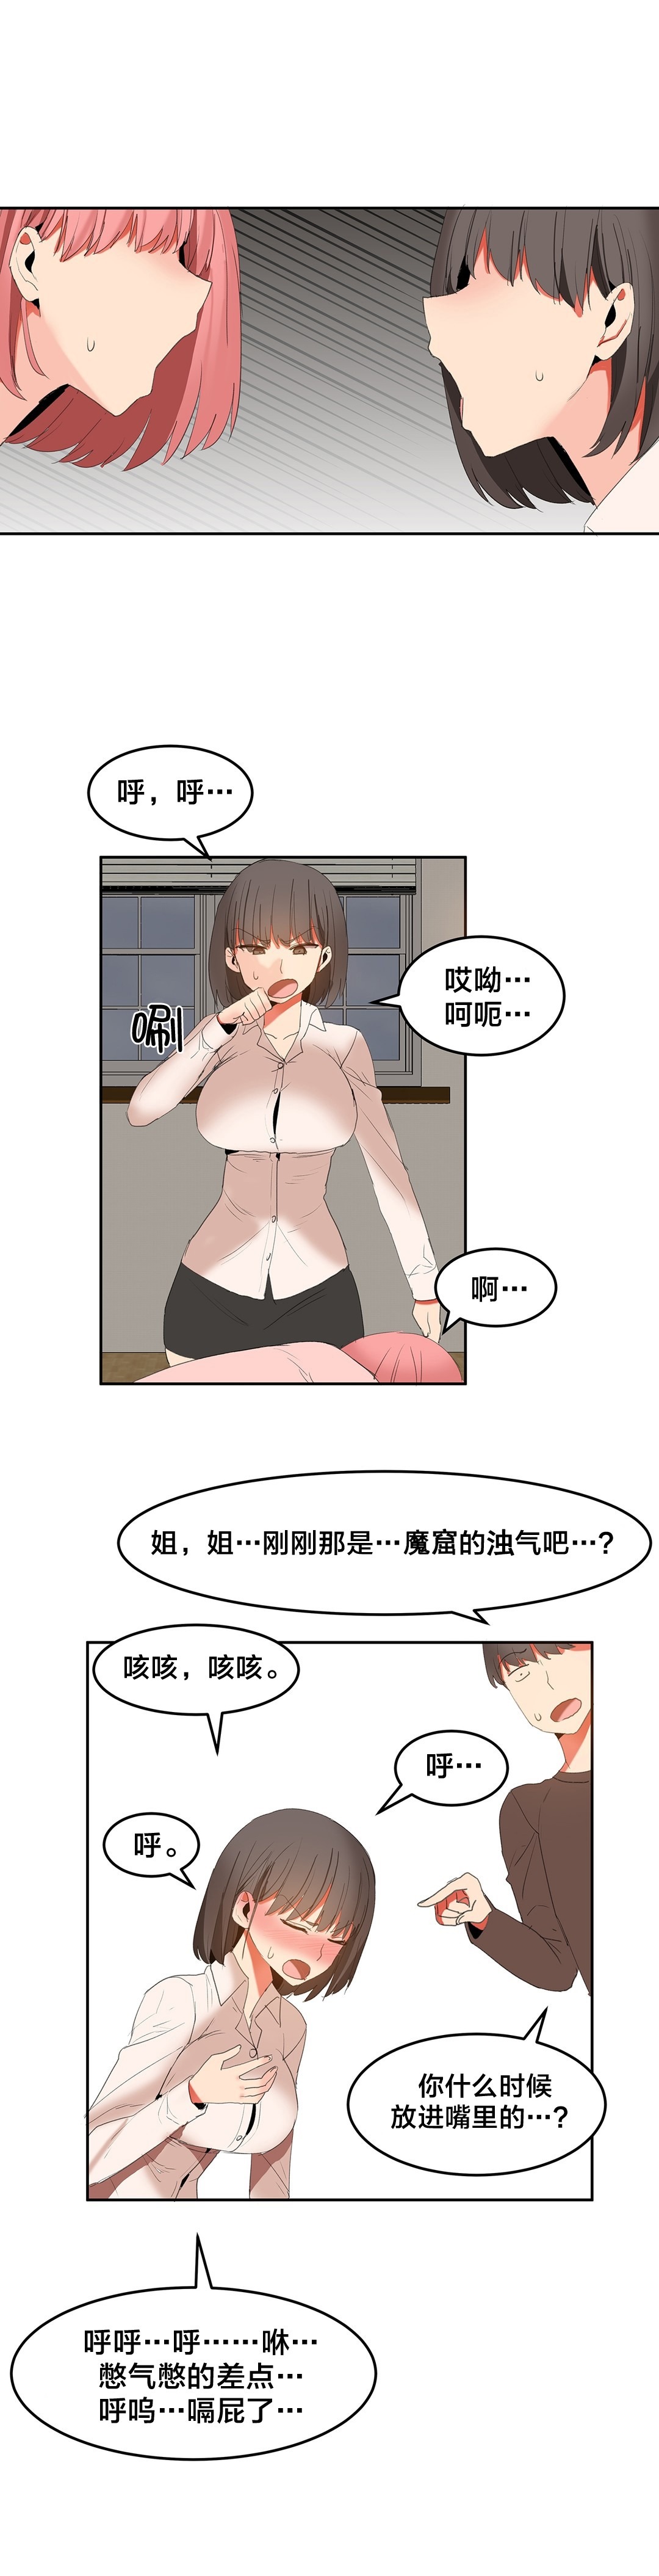 呼，呼…
哎呦…
呵呃…
唰
啊…
姐，姐…刚刚那是…魔窟的浊气吧…?
咳咳，咳咳。
呼…
呼。
你什么时候
放进嘴里的…?
呼呼…呼……咻…
憋气憋的差点…
呼呜…嗝屁了…